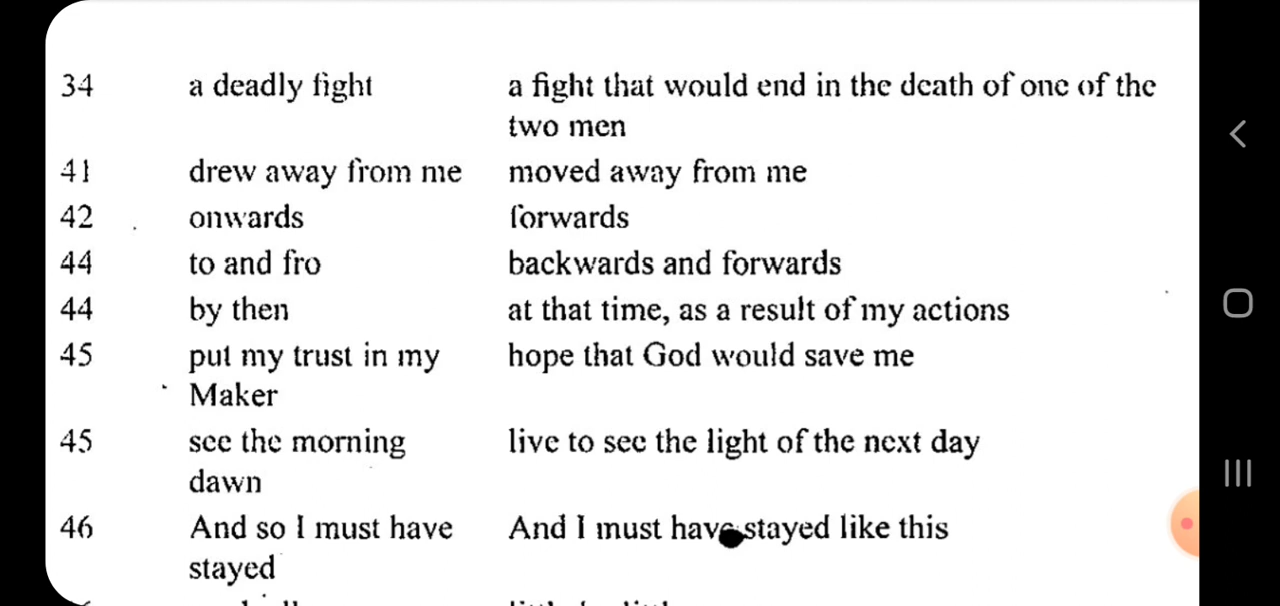 34 a deadly fight a fight that would end in the death of one of the
two men
41 drew away from me moved away from me
42 onwards forwards
44 to and fro backwards and forwards
44 by then at that time, as a result of my actions
45 put my trust in my hope that God would save me
Maker
45 see the morning live to see the light of the next day
dawn
46 And so I must have And I must have stayed like this
stayed